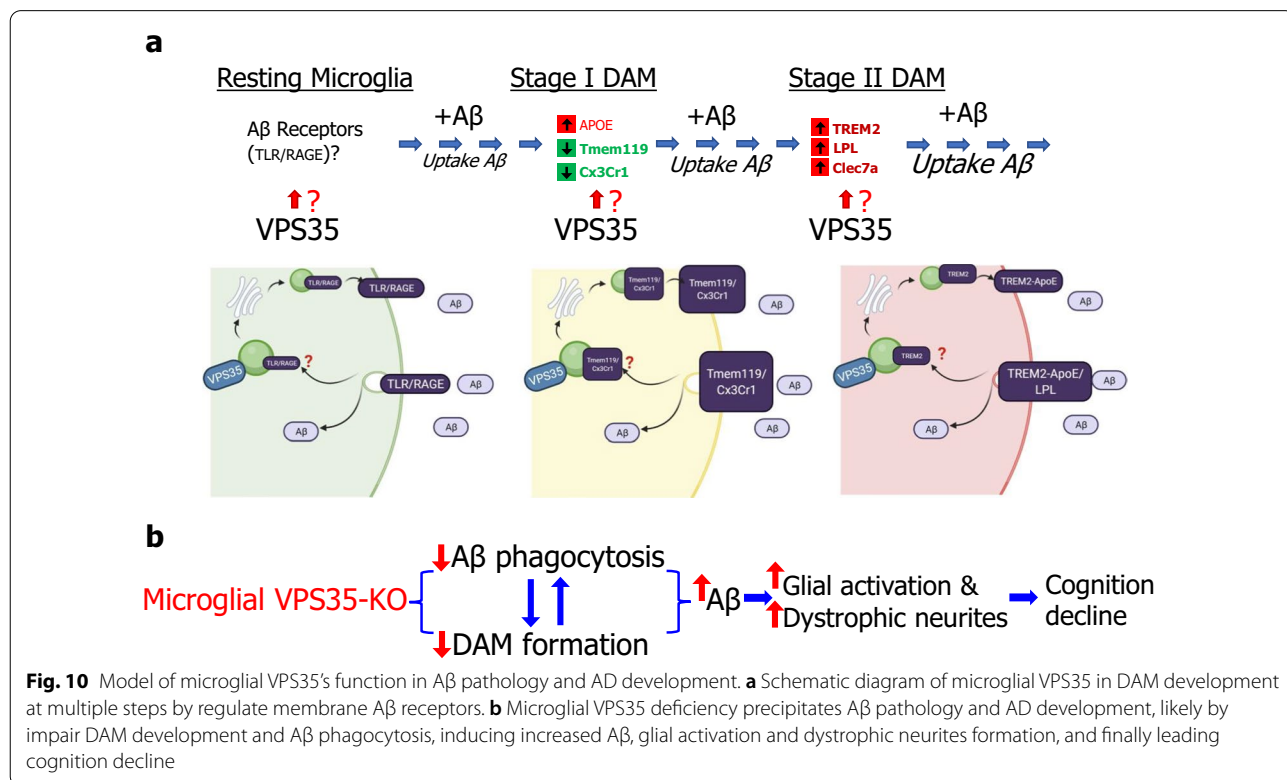 a
Resting Microglia
Stage I DAM
Stage II DAM
Aβ Receptors
(TLR/RAGE)?
+Aβ
Uptake Aβ
APOE
Tmem119
Cx3Cr1
+Aβ
Uptake Aβ
TREM2
LPL
Clec7a
+Aβ
Uptake Aβ
?
VPS35
?
VPS35
?
VPS35
TLR/RAGE
TLR/RAGE
Aβ
VPS35
TLR/RAGE
?
TLR/RAGE
Aβ
Aβ
Aβ
Tmem119/
Cx3Cr1
Tmem119/
Cx3Cr1
Aβ
VPS35
Tmem119/
Cx3Cr1
?
Tmem119/
Cx3Cr1
Aβ
Aβ
Aβ
TREM2
TREM2-ApoE
Aβ
VPS35
TREM2
?
TREM2-ApoE/
LPL
Aβ
Aβ
Aβ
b
Microglial VPS35-KO
Aβ phagocytosis
DAM formation
Aβ
Glial activation &
Dystrophic neurites
Cognition
decline
Fig. 10 Model of microglial VPS35's function in Aβ pathology and AD development. a Schematic diagram of microglial VPS35 in DAM development
at multiple steps by regulate membrane Aβ receptors. b Microglial VPS35 deficiency precipitates Aβ pathology and AD development, likely by
impair DAM development and Aβ phagocytosis, inducing increased Aβ, glial activation and dystrophic neurites formation, and finally leading
cognition decline